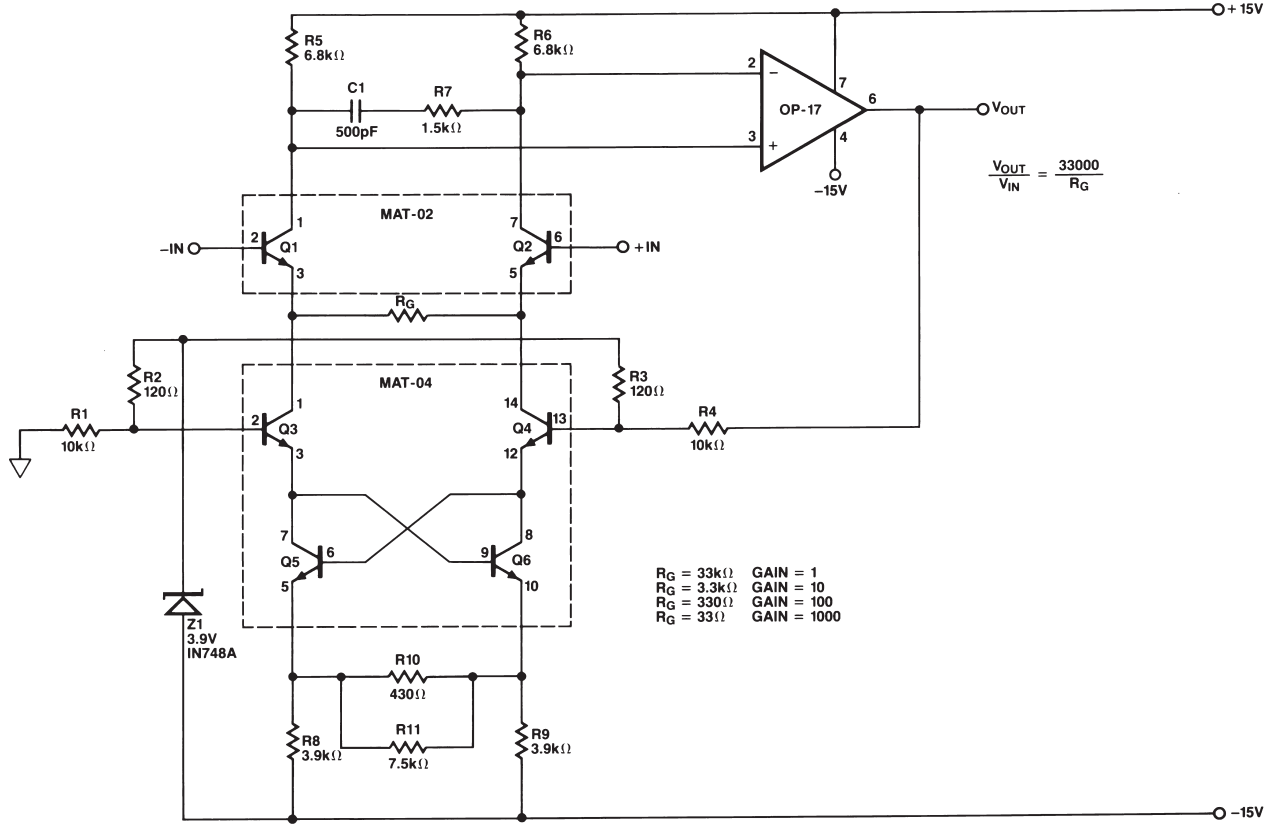 + 15V
R5
6.8kΩ
R6
6.8kΩ
C1
500pF
R7
1.5kΩ
2
−
3
+
OP-17
7
4
6
−15V
VOUT
VOUT/VIN = 33000/RG
MAT-02
−IN
2
Q1
1
3
7
Q2
5
6
+IN
RG
R2
120Ω
R3
120Ω
MAT-04
R1
10kΩ
2
Q3
1
3
14
Q4
12
13
R4
10kΩ
7
Q5
5
6
9
Q6
8
10
Z1
3.9V
IN748A
RG = 33kΩ GAIN = 1
RG = 3.3kΩ GAIN = 10
RG = 330Ω GAIN = 100
RG = 33Ω GAIN = 1000
R10
430Ω
R11
7.5kΩ
R8
3.9kΩ
R9
3.9kΩ
−15V